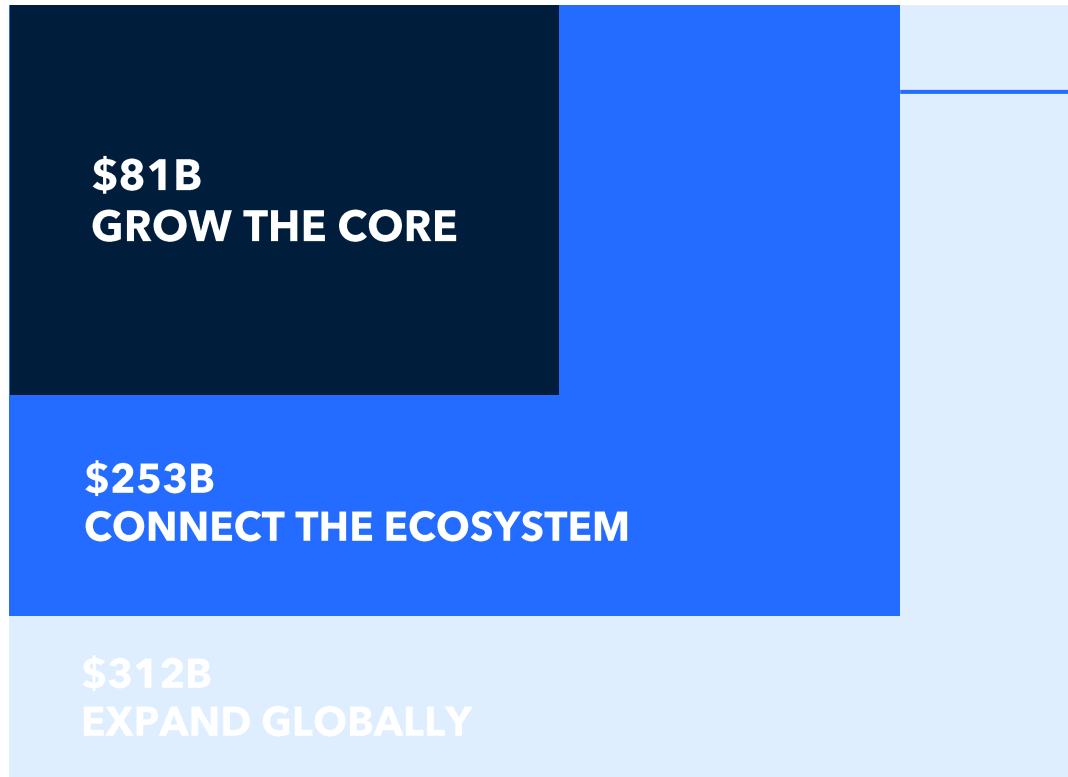 $81B
GROW THE CORE
$253B
CONNECT THE ECOSYSTEM
$312B
EXPAND GLOBALLY